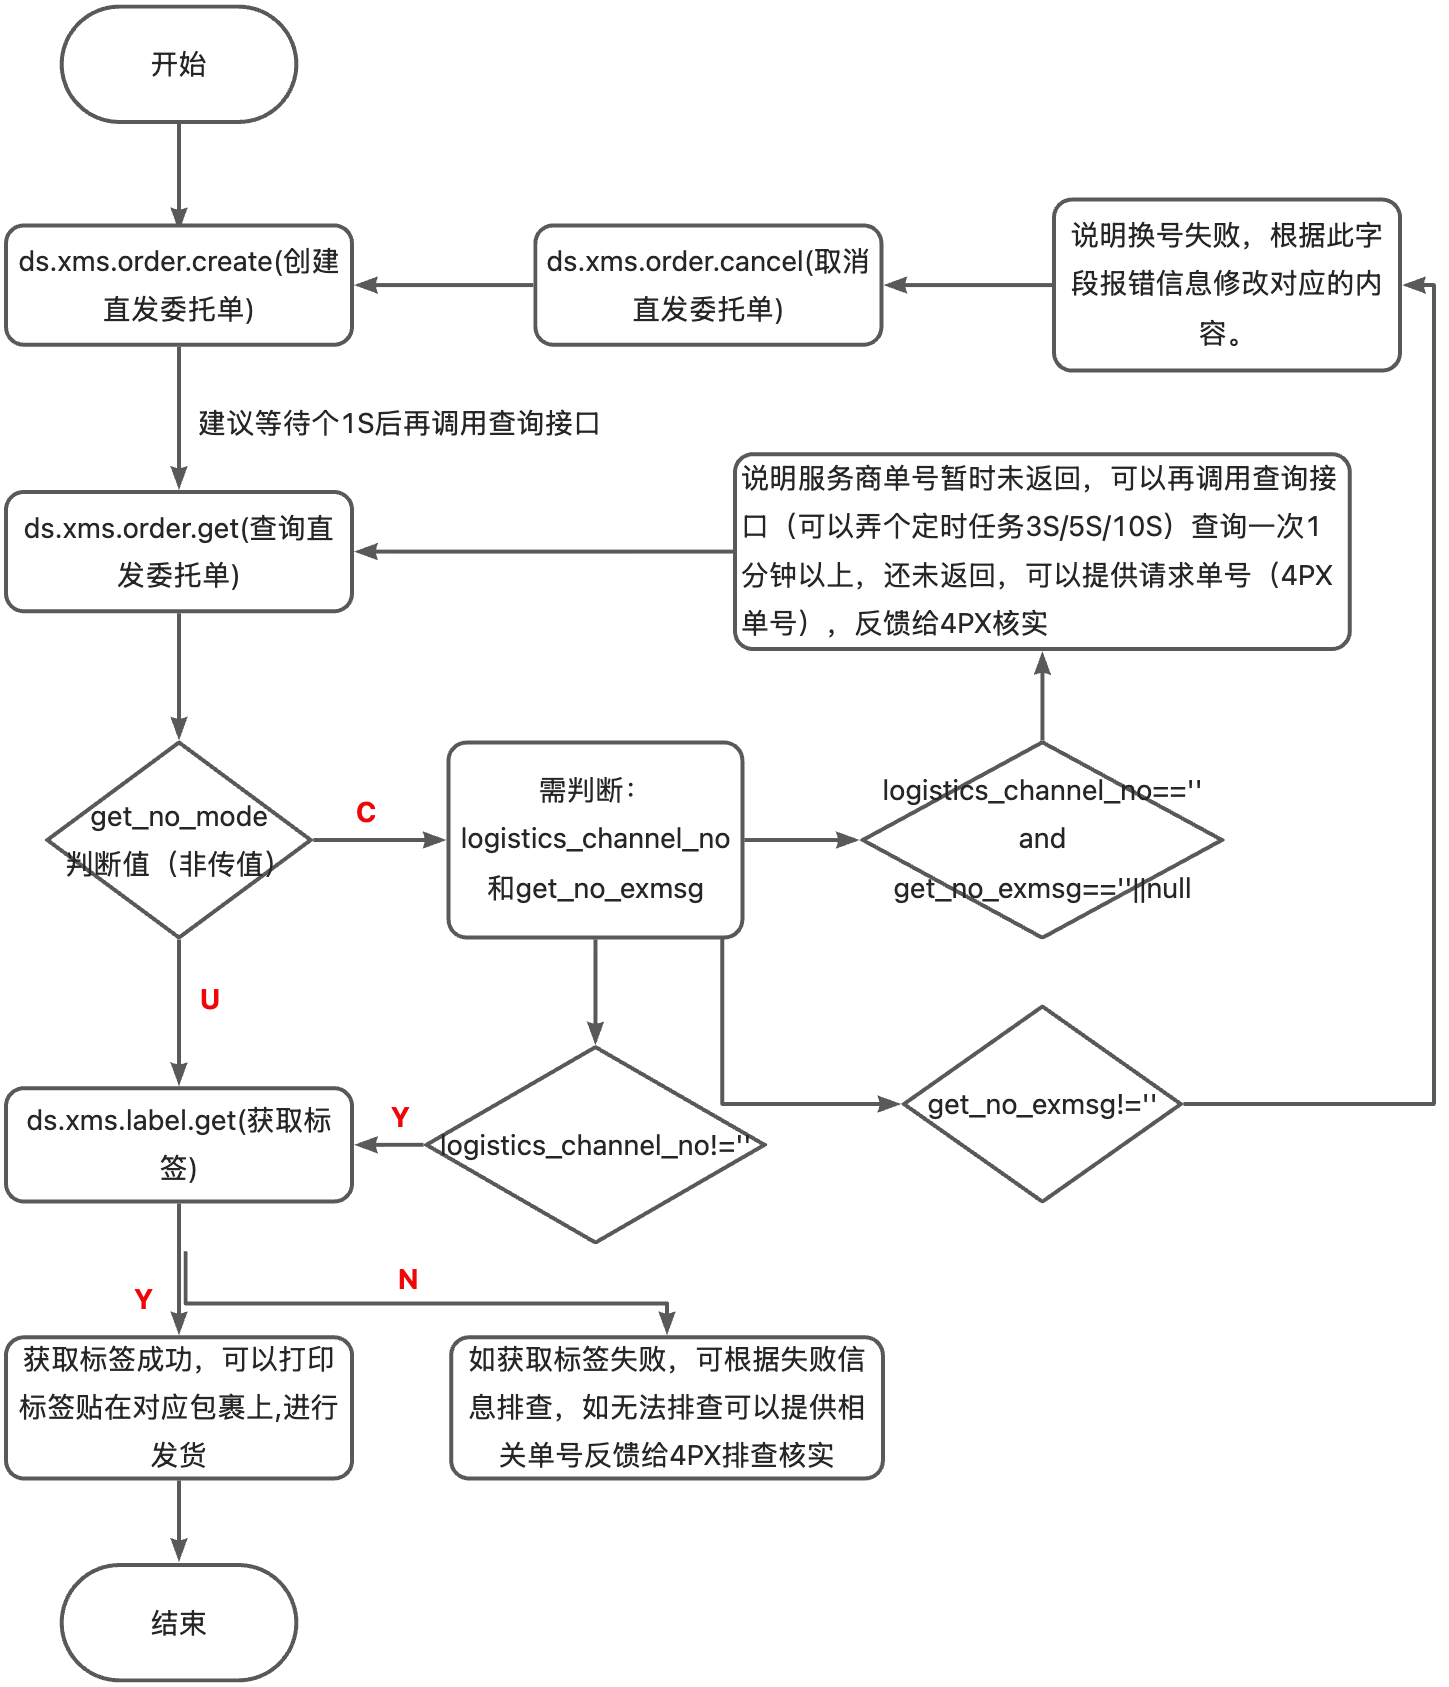 开始
ds.xms.order.create(创建
直发委托单)
ds.xms.order.cancel(取消
直发委托单)
说明换号失败，根据此字
段报错信息修改对应的内
容。
建议等待个1S后再调用查询接口
ds.xms.order.get(查询直
发委托单)
说明服务商单号暂时未返回，可以再调用查询接
口（可以弄个定时任务3S/5S/10S）查询一次1
分钟以上，还未返回，可以提供请求单号（4PX
单号），反馈给4PX核实
get_no_mode
判断值（非传值）
C
需判断：
logistics_channel_no
和get_no_exmsg
logistics_channel_no==''
and
get_no_exmsg==''||null
U
ds.xms.label.get(获取标
签)
Y
logistics_channel_no!=''
get_no_exmsg!=''
Y
N
获取标签成功，可以打印
标签贴在对应包裹上,进行
发货
如获取标签失败，可根据失败信
息排查，如无法排查可以提供相
关单号反馈给4PX排查核实
结束